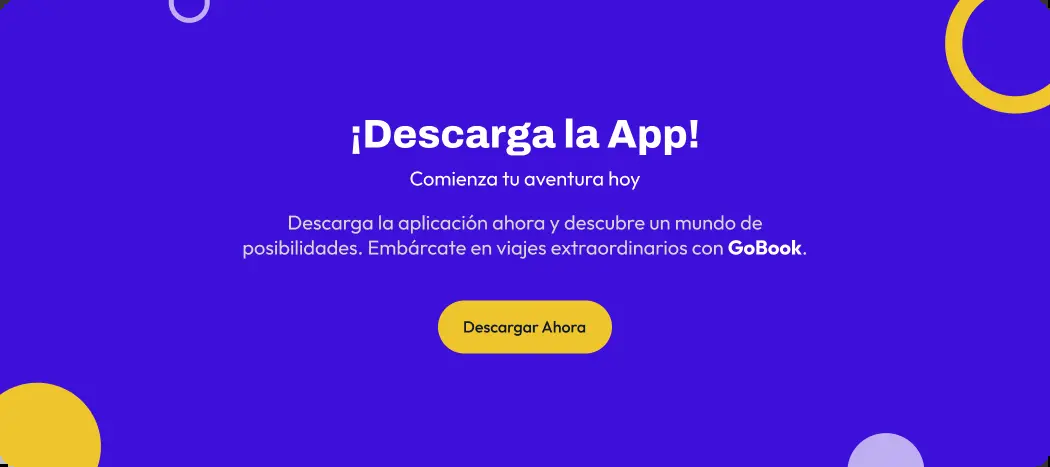 ¡Descarga la App!
Comienza tu aventura hoy
Descarga la aplicación ahora y descubre un mundo de
posibilidades. Embárcate en viajes extraordinarios con GoBook.
Descargar Ahora